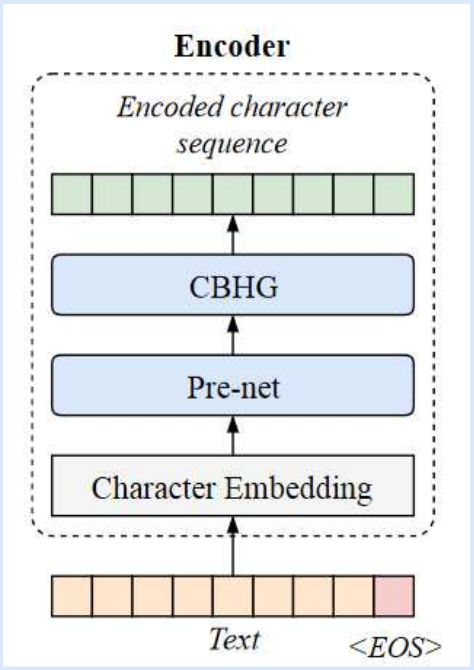 Encoder
Encoded character
sequence
CBHG
Pre-net
Character Embedding
Text
<EOS>